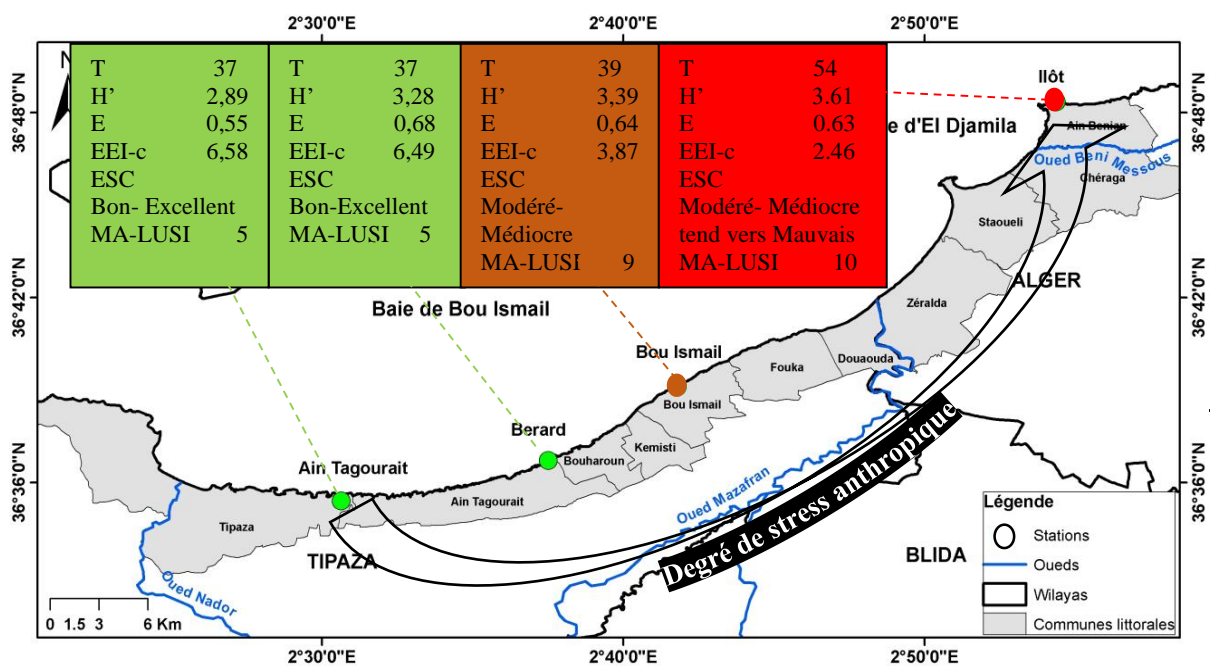 2°30'0"E 2°40'0"E 2°50'0"E
T 37
H' 2,89
E 0,55
EEI-c 6,58
ESC
Bon- Excellent
MA-LUSI 5
T 37
H' 3,28
E 0,68
EEI-c 6,49
ESC
Bon-Excellent
MA-LUSI 5
T 39
H' 3,39
E 0,64
EEI-c 3,87
ESC
Modéré-
Médiocre
MA-LUSI 9
T 54
H' 3.61
E 0.63
EEI-c 2.46
ESC
Modéré- Médiocre
tend vers Mauvais
MA-LUSI 10
N
Ilôt
36°48'0"N
36°48'0"N
e d'El Djamila
Ain Benian
Oued Beni Messous
Chéraga
Staoueli
ALGER
36°42'0"N
36°42'0"N
Zéralda
Baie de Bou Ismail
Bou Ismail
Douaouda
Fouka
Bou Ismail
Berard
Kemisti
Bouharoun
Ain Tagourait
Ain Tagourait
36°36'0"N
36°36'0"N
Tipaza
TIPAZA
Oued Nador
Oued Mazafran
Degré de stress anthropique
BLIDA
Légende
Stations
Oueds
Wilayas
Communes littorales
0 1.5 3 6 Km
2°30'0"E 2°40'0"E 2°50'0"E